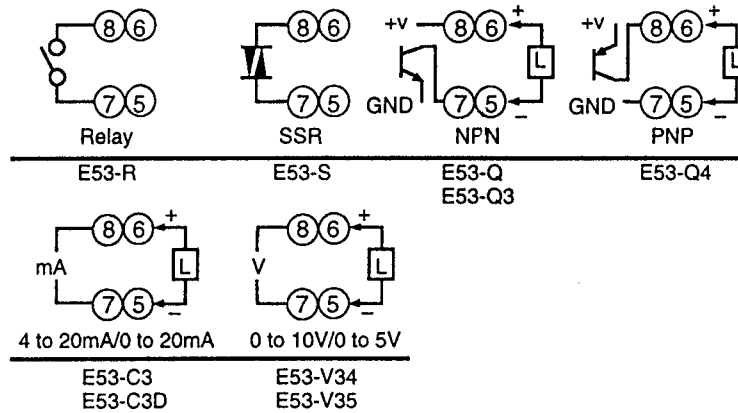 8 6 8 6 +V 8 6 + +V 8 6 +
L L
7 5 7 5 GND 7 5 − GND 7 5 −
Relay SSR NPN PNP
E53-R E53-S E53-Q E53-Q4
E53-Q3
8 6 + 8 6 +
mA L V L
7 5 − 7 5 −
4 to 20mA/0 to 20mA 0 to 10V/0 to 5V
E53-C3 E53-V34
E53-C3D E53-V35